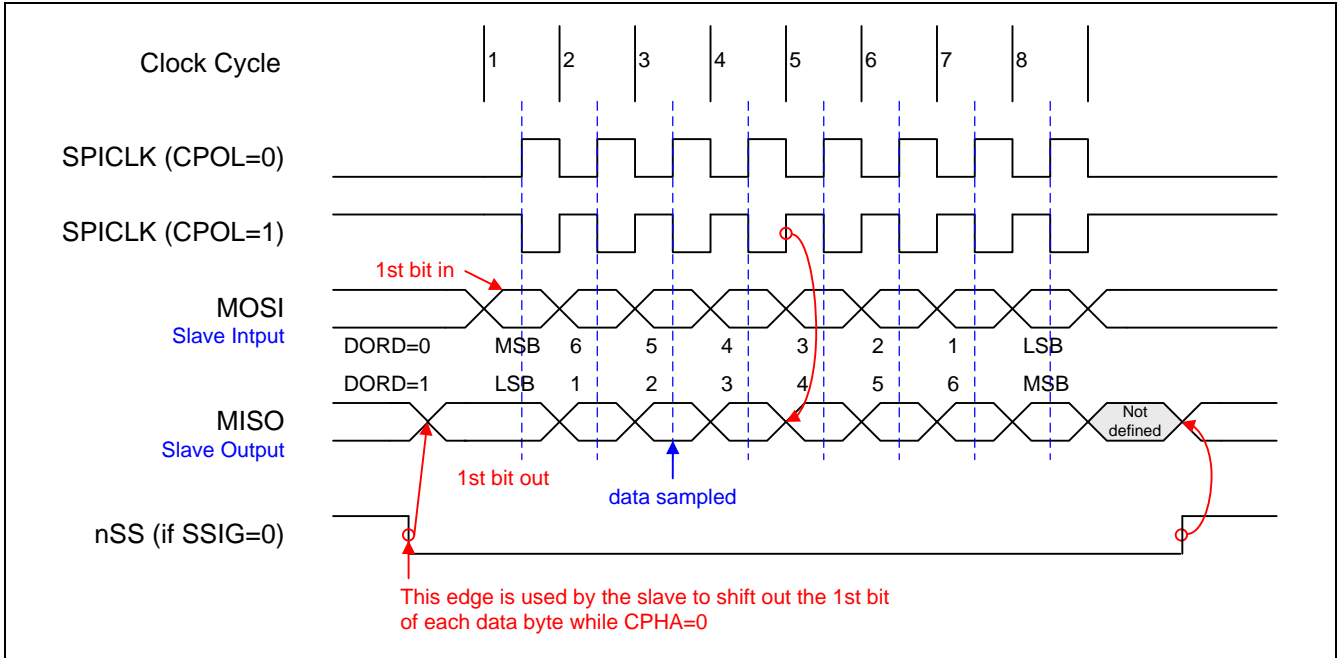 Clock Cycle
1 2 3 4 5 6 7 8
SPICLK (CPOL=0)
SPICLK (CPOL=1)
1st bit in
MOSI
Slave Intput
DORD=0 MSB 6 5 4 3 2 1 LSB
DORD=1 LSB 1 2 3 4 5 6 MSB
MISO
Slave Output
Not
defined
1st bit out
data sampled
nSS (if SSIG=0)
This edge is used by the slave to shift out the 1st bit
of each data byte while CPHA=0